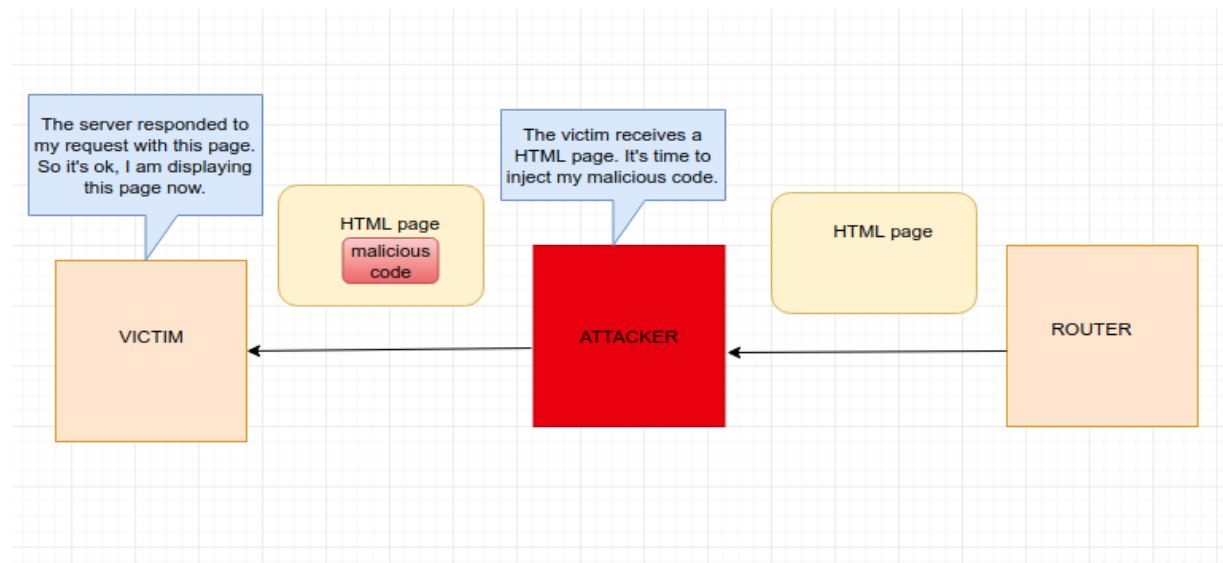 The server responded to
my request with this page.
So it's ok, I am displaying
this page now.
The victim receives a
HTML page. It's time to
inject my malicious code.
HTML page
malicious
code
HTML page
VICTIM
ATTACKER
ROUTER